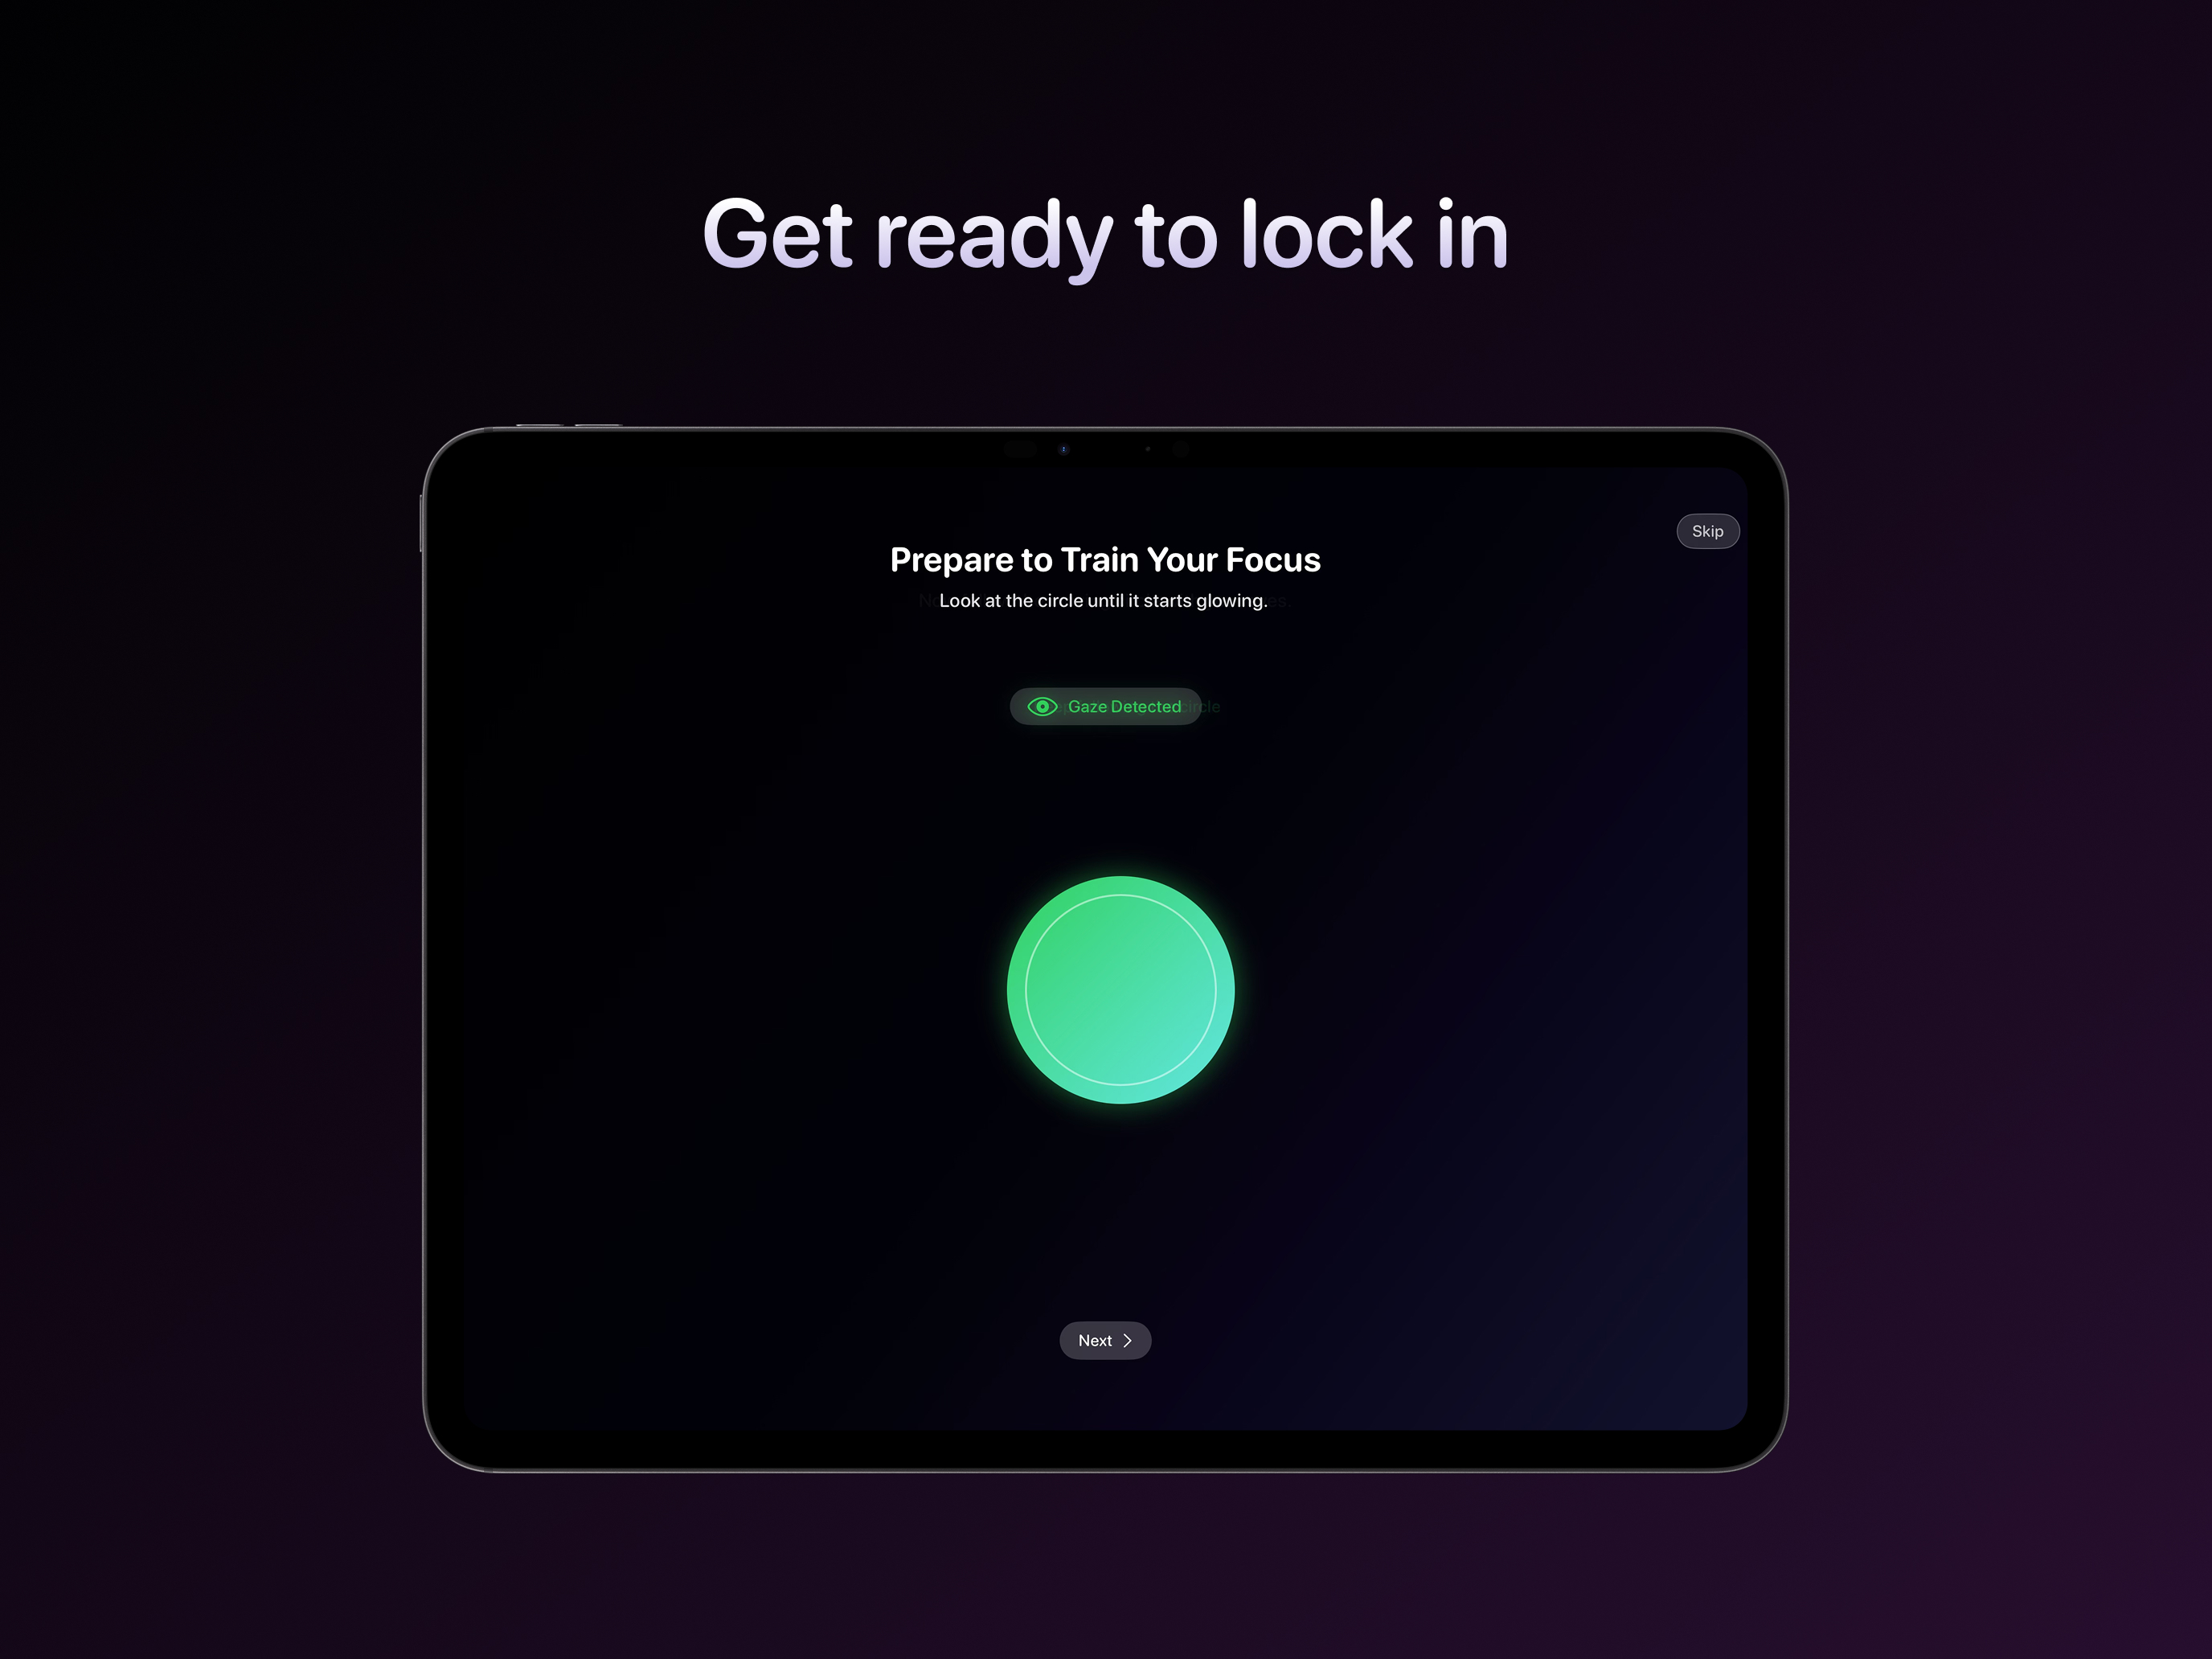 Get ready to lock in
Skip
Prepare to Train Your Focus
Look at the circle until it starts glowing.
Gaze Detected
Next